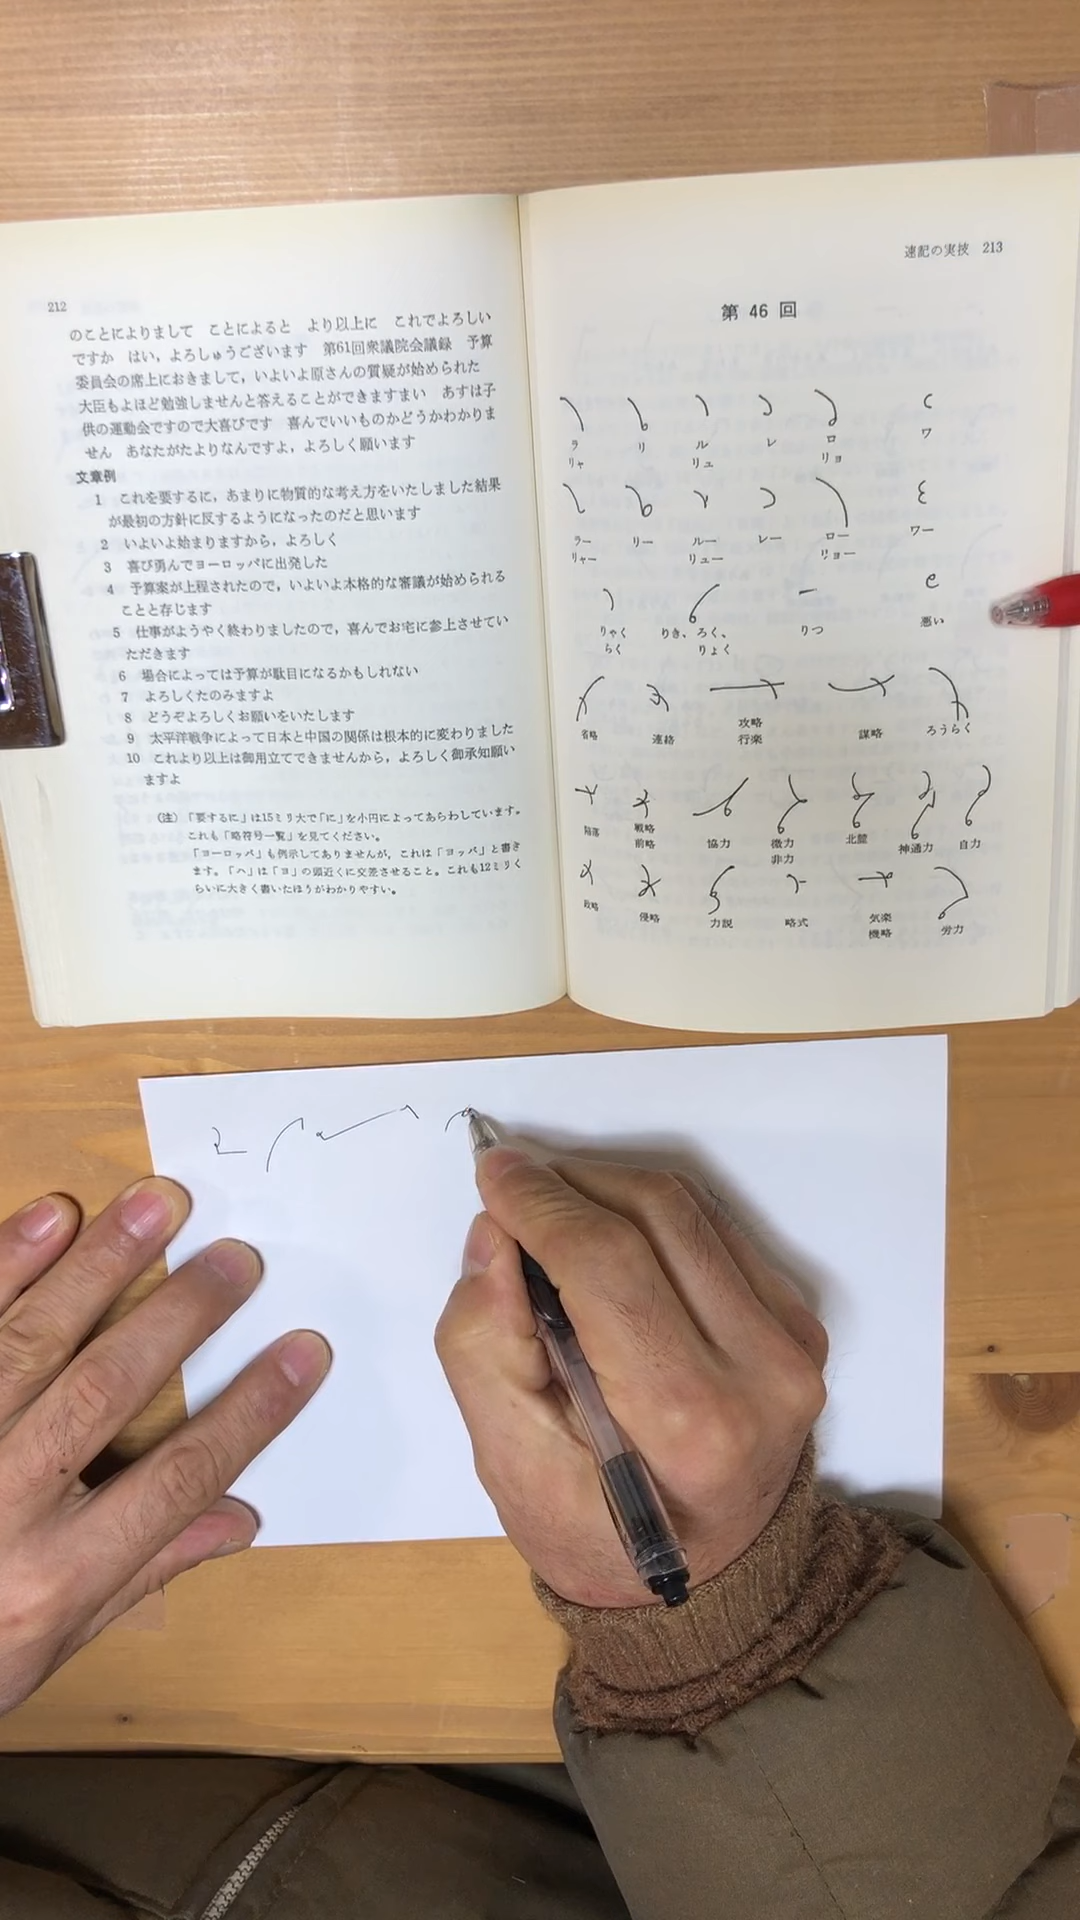 212
のことによりまして　ことによると　より以上に　これでよろしい
ですか　はい，よろしゅうございます　第61回衆議院会議録　予算
委員会の席上におきまして，いよいよ原さんの質疑が始められた
大臣もよほど勉強しませんと答えることができますまい　あすは子
供の運動会ですので大喜びです　喜んでいいものかどうかわかりま
せん　あなたがたよりなんですよ，よろしく願います
文章例
1　これを要するに，あまりに物質的な考え方をいたしました結果
が最初の方針に反するようになったのだと思います
2　いよいよ始まりますから，よろしく
3　喜び勇んでヨーロッパに出発した
4　予算案が上程されたので，いよいよ本格的な審議が始められる
ことと存じます
5　仕事がようやく終わりましたので，喜んでお宅に参上させてい
ただきます
6　場合によっては予算が駄目になるかもしれない
7　よろしくたのみますよ
8　どうぞよろしくお願いをいたします
9　太平洋戦争によって日本と中国の関係は根本的に変わりました
10　これより以上は御用立てできませんから，よろしく御承知願い
ますよ
（注）「要するに」は15ミリ大で「に」を小円によってあらわしています。
これも「略符号一覧」を見てください。
「ヨーロッパ」も例示してありませんが，これは「ヨッパ」と書き
ます。「ヘ」は「ヨ」の頭近くに交差させること。これも12ミリく
らいに大きく書いたほうがわかりやすい。
速記の実技　213
第 46 回
ラ　リ　ル　レ　ロ　ワ
リャ　リュ　リョ
ラー　リー　ルー　レー　ロー　ワー
リャー　リュー　リョー
りゃく　りき、ろく、　りつ　悪い
らく　りょく
省略　連絡　攻略　謀略　ろうらく
行楽
陥落　戦略　協力　微力　北麓　神通力　自力
前略　非力
政略　侵略　力説　略式　気楽　労力
機略